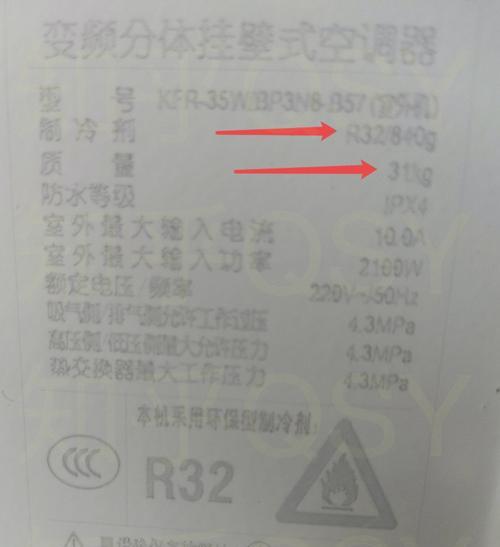 变频分体挂壁式空调器
型号 KFR-35W/BP3N8-B57(室外机)
制冷剂 R32/840g
质量 31kg
防水等级 IPX4
室外最大输入电流 10.0A
室外最大输入功率 2100W
额定电压/频率 220V~/50Hz
吸气侧/排气侧允许工作过压 4.3MPa
高压侧/低压侧最大允许压力 4.3MPa
热交换器最大工作压力 4.3MPa
本机采用环保型制冷剂:
R32